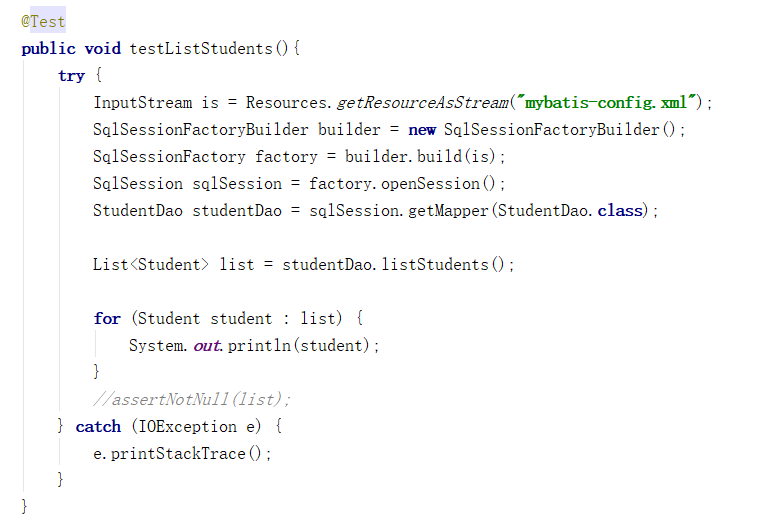 @Test
public void testListStudents(){
    try {
        InputStream is = Resources.getResourceAsStream("mybatis-config.xml");
        SqlSessionFactoryBuilder builder = new SqlSessionFactoryBuilder();
        SqlSessionFactory factory = builder.build(is);
        SqlSession sqlSession = factory.openSession();
        StudentDao studentDao = sqlSession.getMapper(StudentDao.class);

        List<Student> list = studentDao.listStudents();

        for (Student student : list) {
            System.out.println(student);
        }
        //assertNotNull(list);
    } catch (IOException e) {
        e.printStackTrace();
    }
}